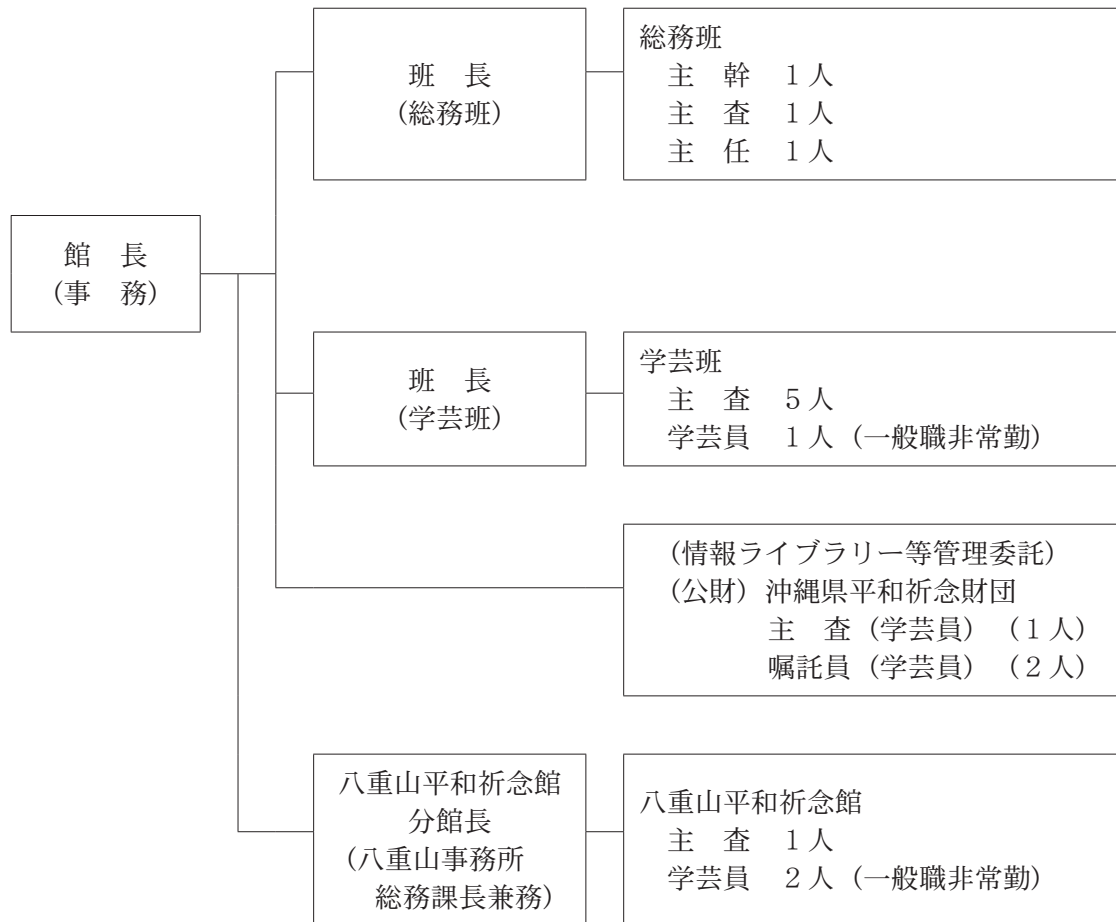 班　長
(総務班)
総務班
主　幹　１人
主　査　１人
主　任　１人
館　長
(事　務)
班　長
(学芸班)
学芸班
主　査　５人
学芸員　１人 (一般職非常勤)
(情報ライブラリー等管理委託)
(公財) 沖縄県平和祈念財団
主　査 (学芸員) (１人)
嘱託員 (学芸員) (２人)
八重山平和祈念館
分館長
(八重山事務所
総務課長兼務)
八重山平和祈念館
主　査　１人
学芸員　２人 (一般職非常勤)